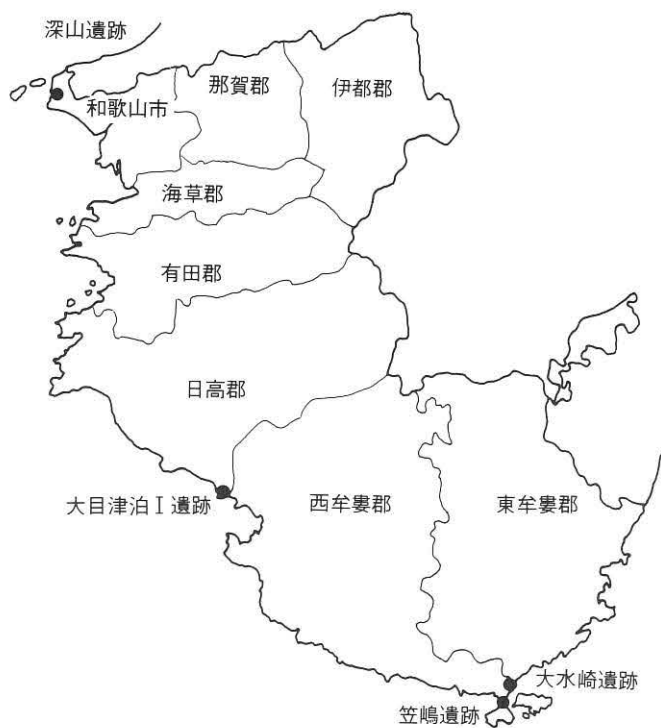 深山遺跡
那賀郡
伊都郡
和歌山市
海草郡
有田郡
日高郡
大目津泊Ⅰ遺跡
西牟婁郡
東牟婁郡
大水崎遺跡
笠嶋遺跡